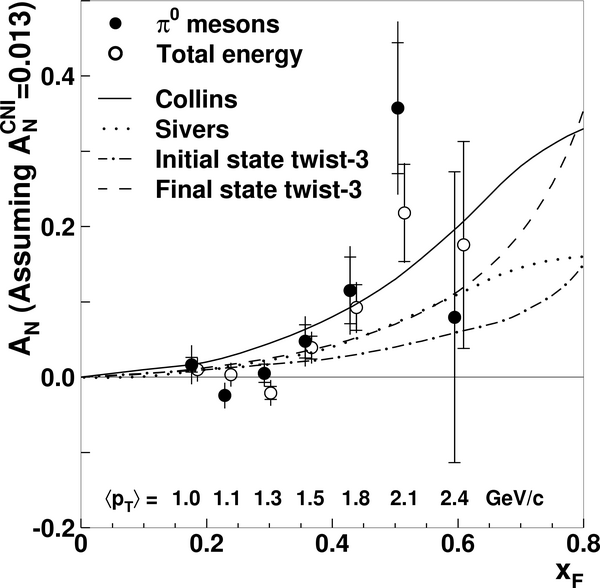 π⁰ mesons
Total energy
Collins
Sivers
Initial state twist-3
Final state twist-3
A_N (Assuming A_N^CNI=0.013)
0.4
0.2
0.0
-0.2
⟨p_T⟩ = 1.0 1.1 1.3 1.5 1.8 2.1 2.4 GeV/c
0 0.2 0.4 0.6 0.8
x_F